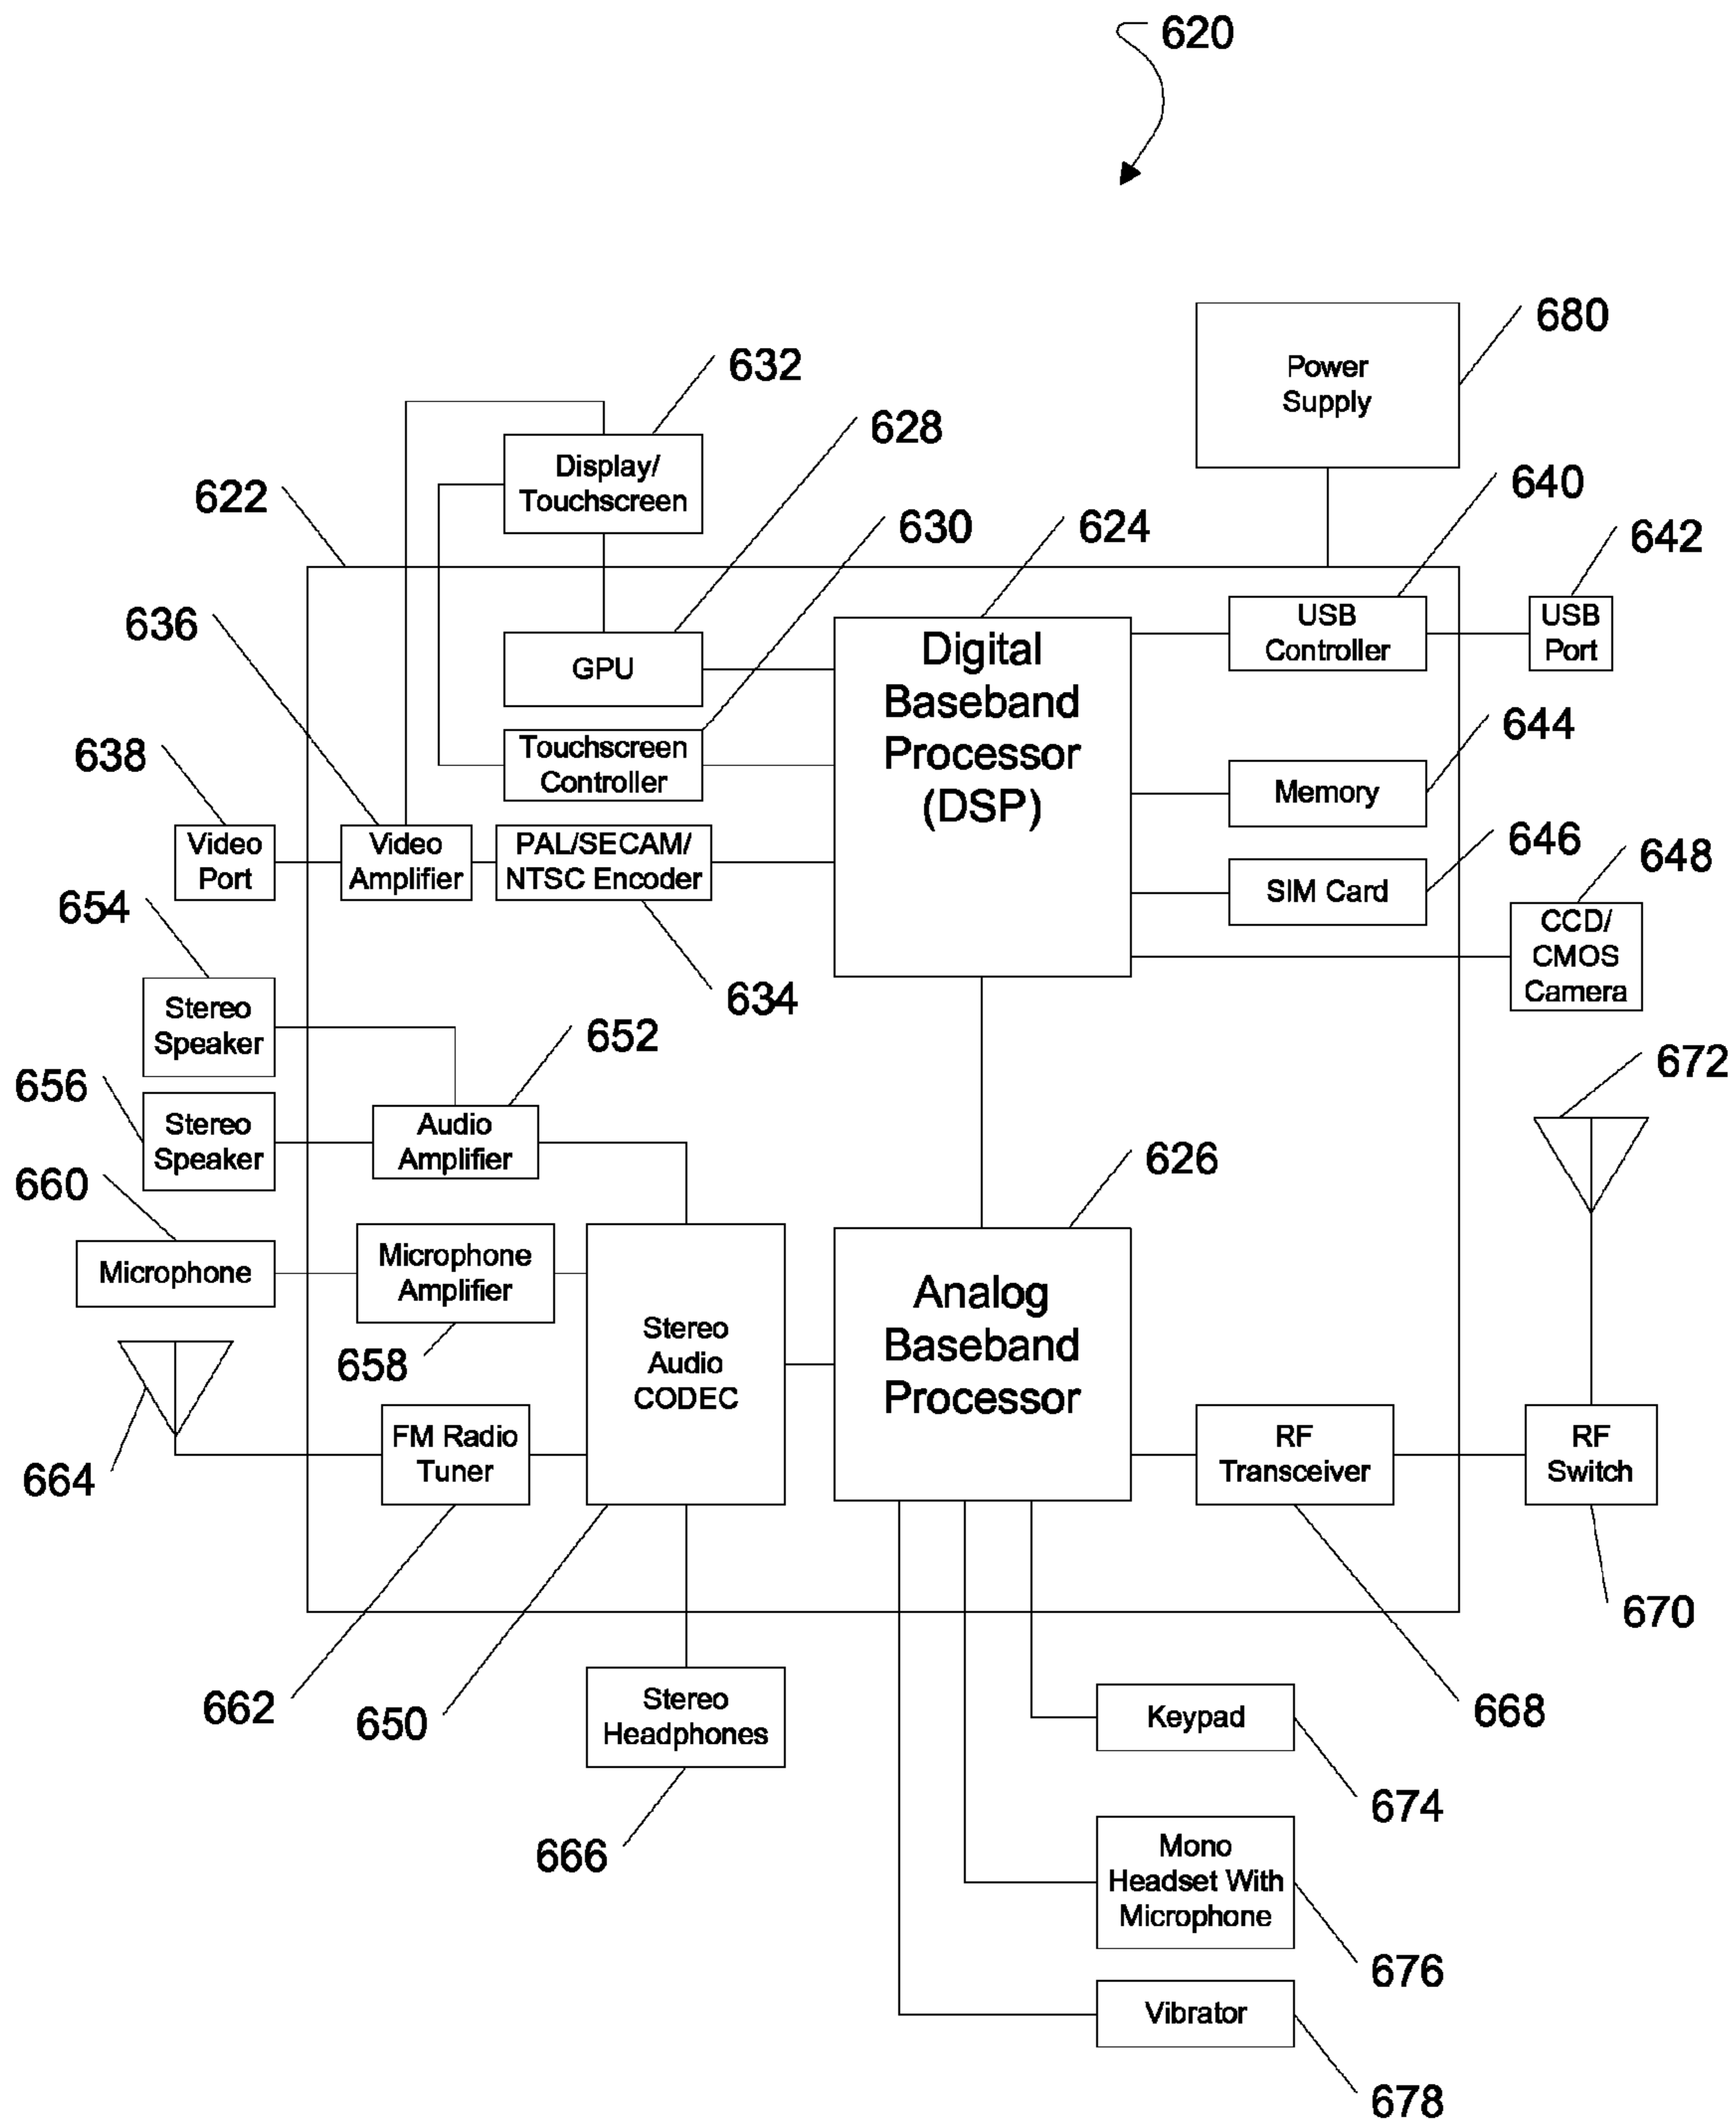 620
680
Power
Supply
632
628
Display/
Touchscreen
640
622
630
624
642
636
USB
Controller
USB
Port
Digital
Baseband
Processor
(DSP)
GPU
644
638
Touchscreen
Controller
Memory
646
648
Video
Port
Video
Amplifier
PAL/SECAM/
NTSC Encoder
SIM Card
654
CCD/
CMOS
Camera
634
Stereo
Speaker
652
672
656
Stereo
Speaker
Audio
Amplifier
626
660
Microphone
Microphone
Amplifier
658
Stereo
Audio
CODEC
Analog
Baseband
Processor
664
FM Radio
Tuner
RF
Transceiver
RF
Switch
670
662
650
668
Stereo
Headphones
Keypad
674
666
Mono
Headset With
Microphone
676
Vibrator
678